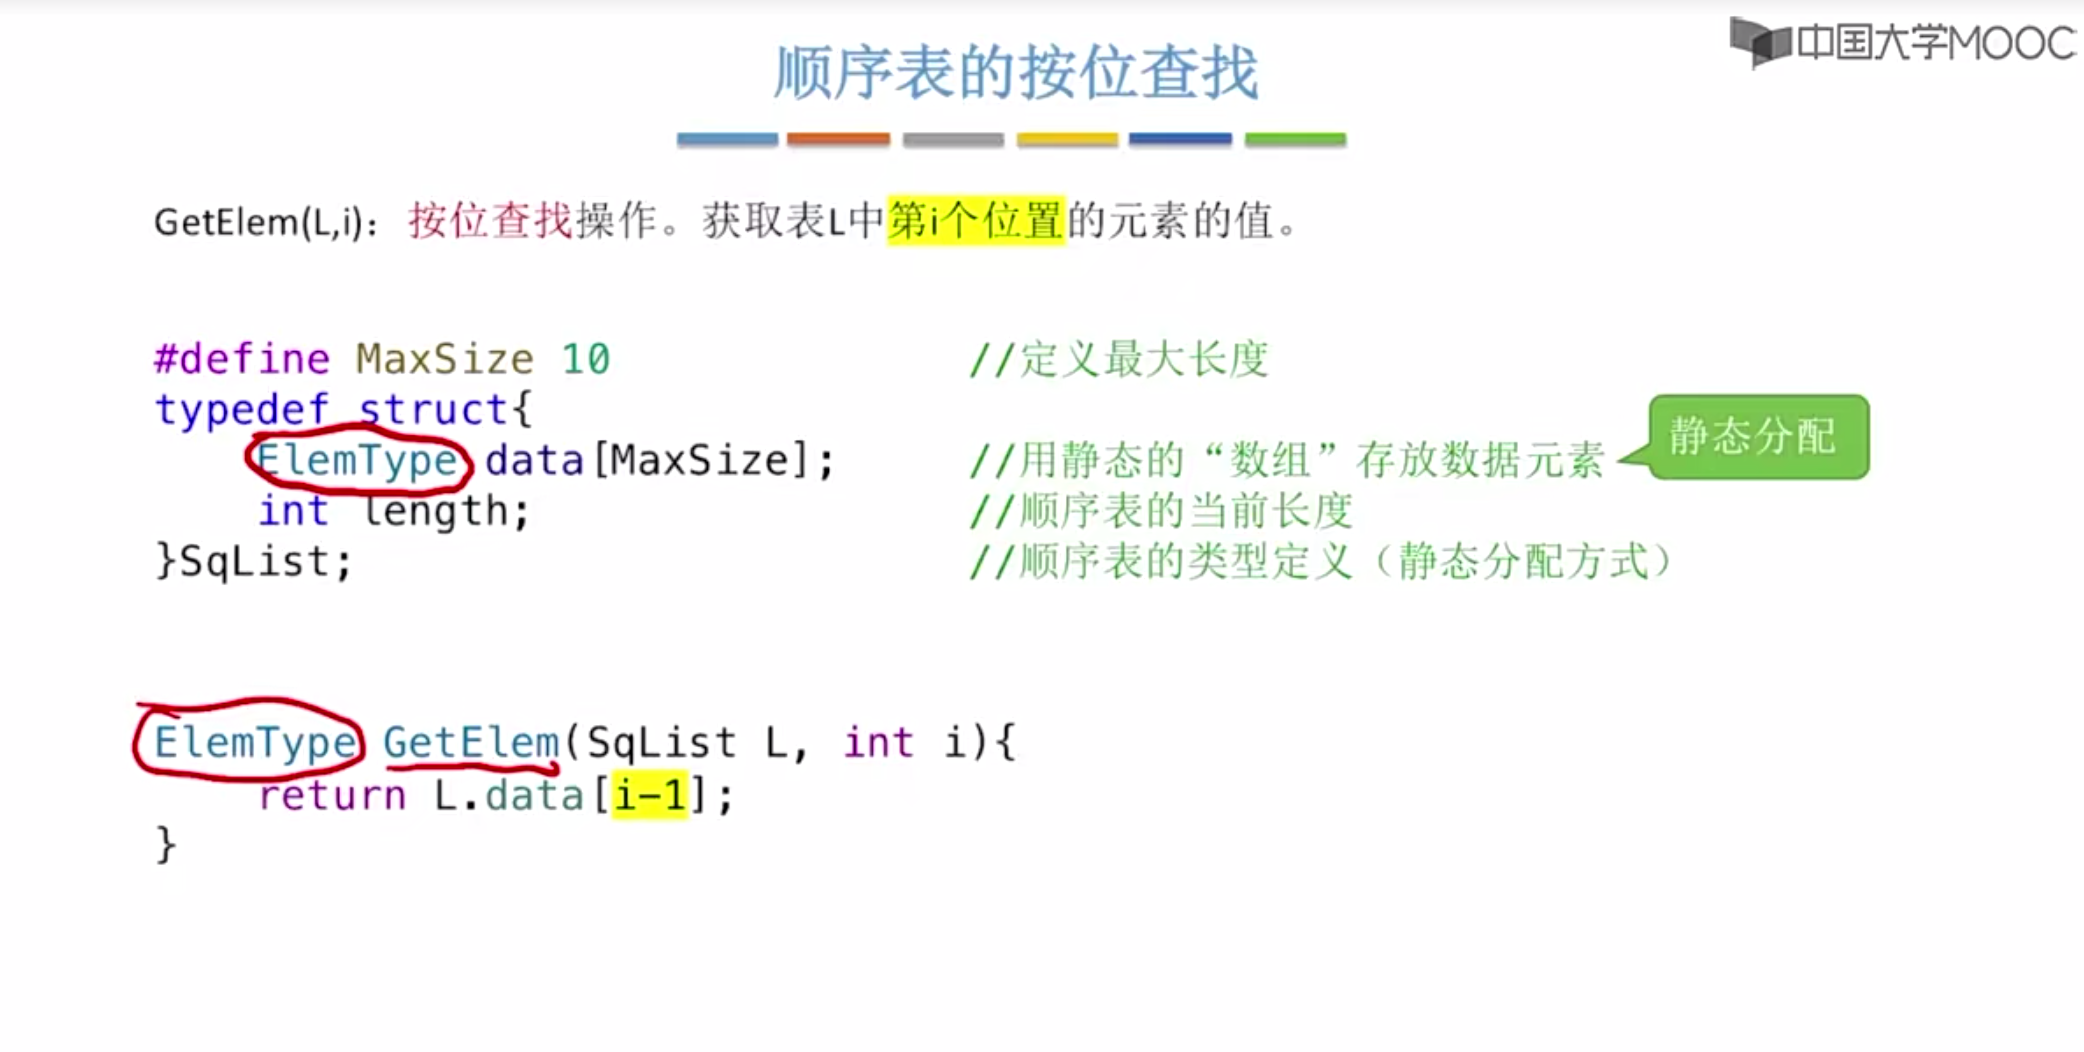 中国大学MOOC
顺序表的按位查找
GetElem(L,i)：按位查找操作。获取表L中第i个位置的元素的值。
#define MaxSize 10 //定义最大长度
typedef struct{
ElemType data[MaxSize]; //用静态的“数组”存放数据元素 静态分配
int length; //顺序表的当前长度
}SqList; //顺序表的类型定义（静态分配方式）
ElemType GetElem(SqList L, int i){
return L.data[i-1];
}